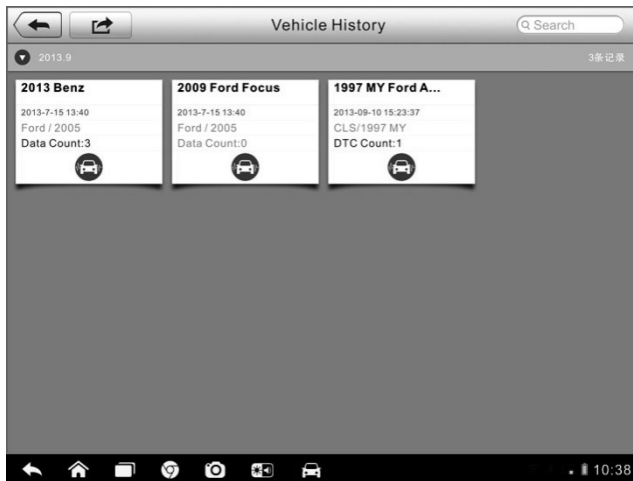 Vehicle History
Search
2013.9
3条记录
2013 Benz
2013-7-15 13:40
Ford / 2005
Data Count:3
2009 Ford Focus
2013-7-15 13:40
Ford / 2005
Data Count:0
1997 MY Ford A...
2013-09-10 15:23:37
CLS/1997 MY
DTC Count:1
10:38